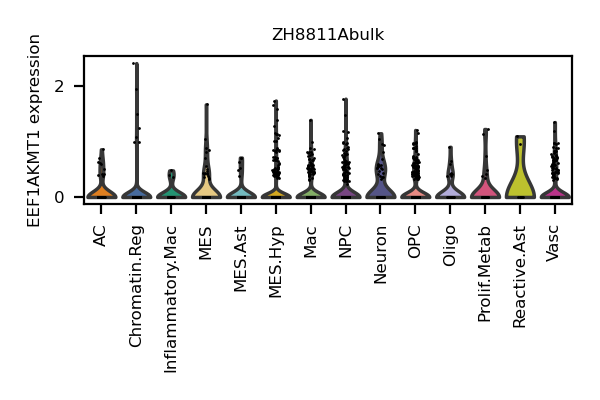 ZH8811Abulk
EEF1AKMT1 expression
2
0
AC
Chromatin.Reg
Inflammatory.Mac
MES
MES.Ast
MES.Hyp
Mac
NPC
Neuron
OPC
Oligo
Prolif.Metab
Reactive.Ast
Vasc